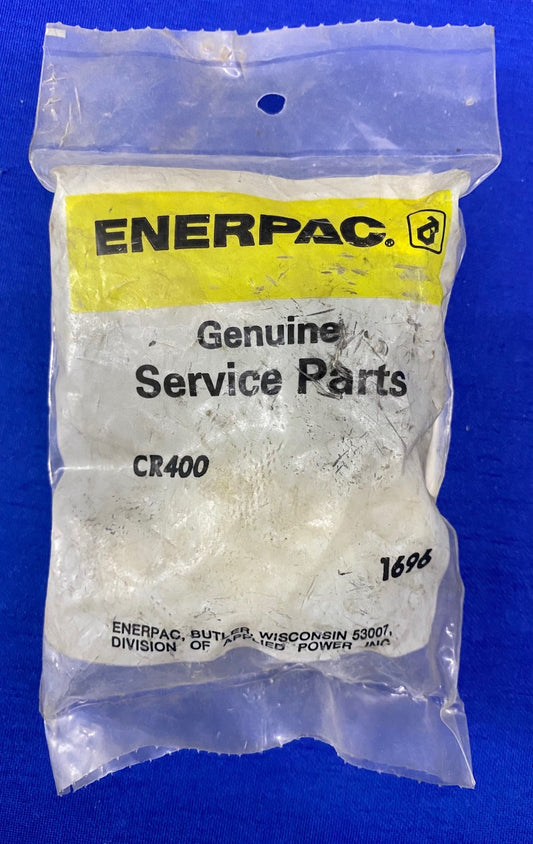 ENERPAC.®
Genuine
Service Parts
CR400
1696
ENERPAC, BUTLER, WISCONSIN 53007,
DIVISION OF APPLIED POWER INC.